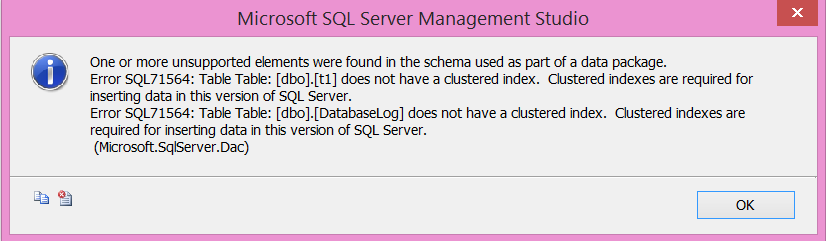 Microsoft SQL Server Management Studio
One or more unsupported elements were found in the schema used as part of a data package.
Error SQL71564: Table Table: [dbo].[t1] does not have a clustered index.  Clustered indexes are required for
inserting data in this version of SQL Server.
Error SQL71564: Table Table: [dbo].[DatabaseLog] does not have a clustered index.  Clustered indexes are
required for inserting data in this version of SQL Server.
(Microsoft.SqlServer.Dac)
OK